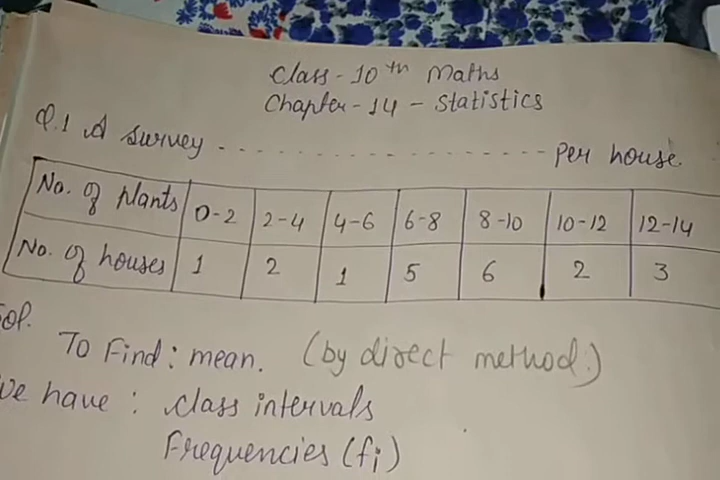 Class - 10th Maths
Chapter - 14 - Statistics
Q.1 A survey - - - - - - - - - - - - - - - - - - - per house.
No. of plants 0-2 2-4 4-6 6-8 8-10 10-12 12-14
No. of houses 1 2 1 5 6 2 3
Sol.
To Find : mean. (by direct method.)
We have : class intervals
Frequencies (fi)